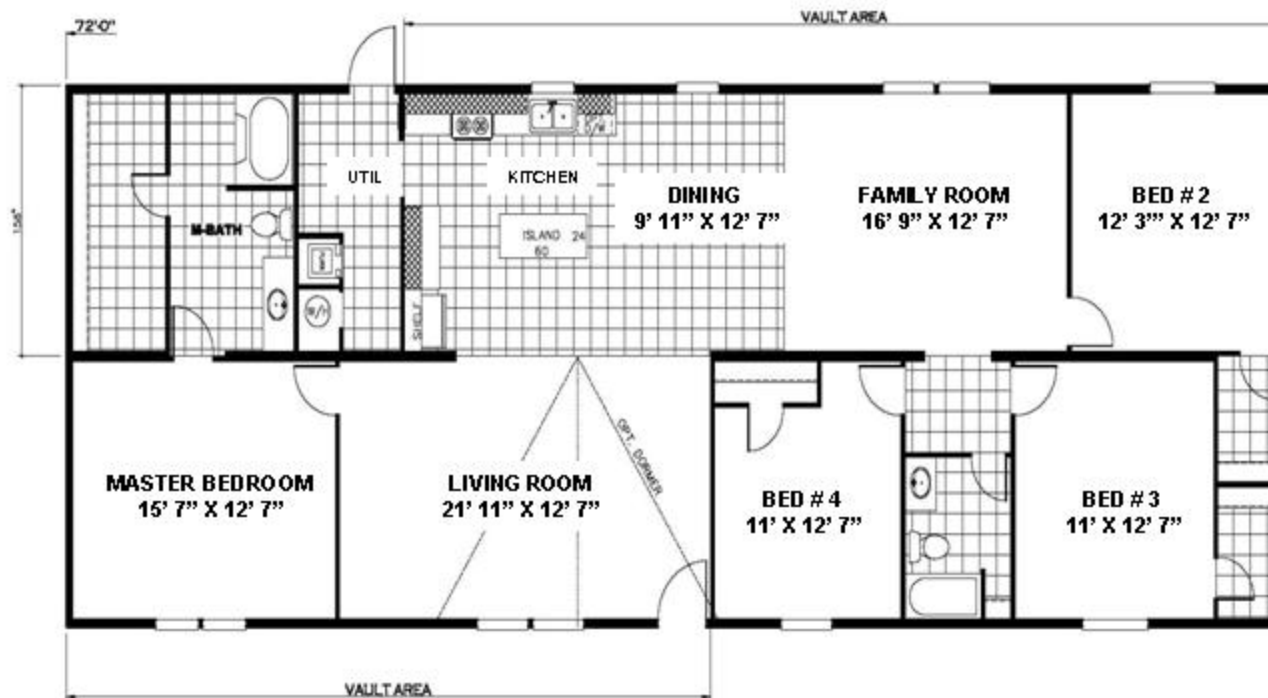 VAULT AREA
72'-0"
UTIL
KITCHEN
DINING
9' 11" X 12' 7"
FAMILY ROOM
16' 9" X 12' 7"
BED # 2
12' 3''' X 12' 7"
M-BATH
ISLAND 24
60
SHELF
OPT. DORMER
MASTER BEDROOM
15' 7" X 12' 7"
LIVING ROOM
21' 11" X 12' 7"
BED # 4
11' X 12' 7"
BED # 3
11' X 12' 7"
VAULT AREA